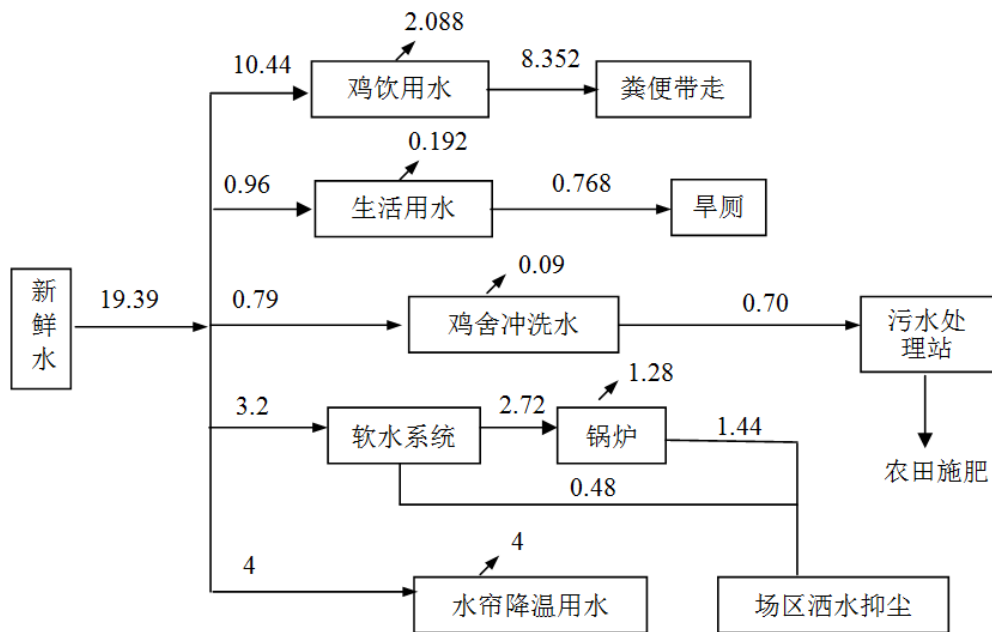 2.088
10.44
鸡饮用水
8.352
粪便带走
0.192
0.96
生活用水
0.768
旱厕
新
鲜
水
19.39
0.09
0.79
鸡舍冲洗水
0.70
污水处
理站
农田施肥
1.28
3.2
软水系统
2.72
锅炉
1.44
0.48
4
4
水帘降温用水
场区洒水抑尘